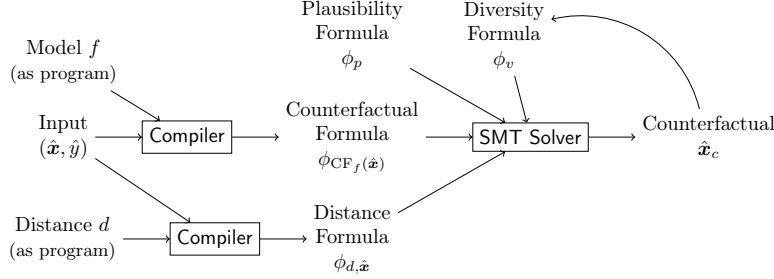 Plausibility
Formula
ϕ_p
Diversity
Formula
ϕ_v
Model f
(as program)
Input
(x̂, ŷ)
Compiler
Counterfactual
Formula
ϕ_{CF_f(x̂)}
SMT Solver
Counterfactual
x̂_c
Distance d
(as program)
Compiler
Distance
Formula
ϕ_{d,x̂}